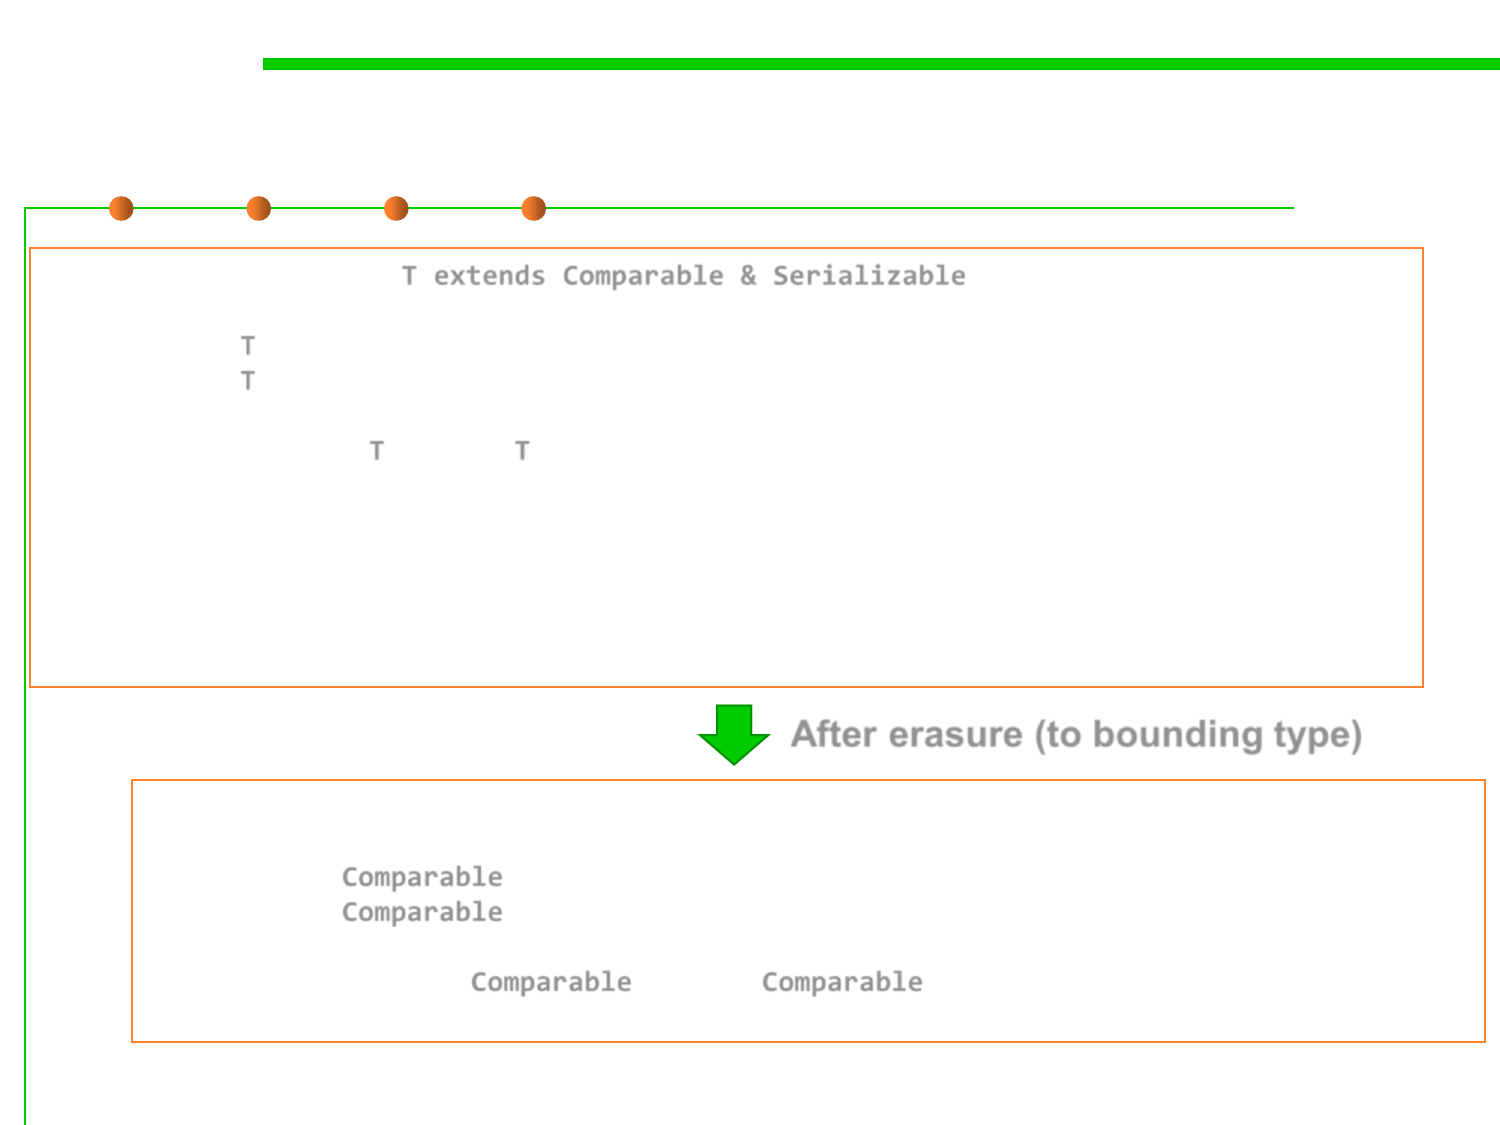 T extends Comparable & Serializable
T
T
T T
After erasure (to bounding type)
Comparable
Comparable
Comparable Comparable